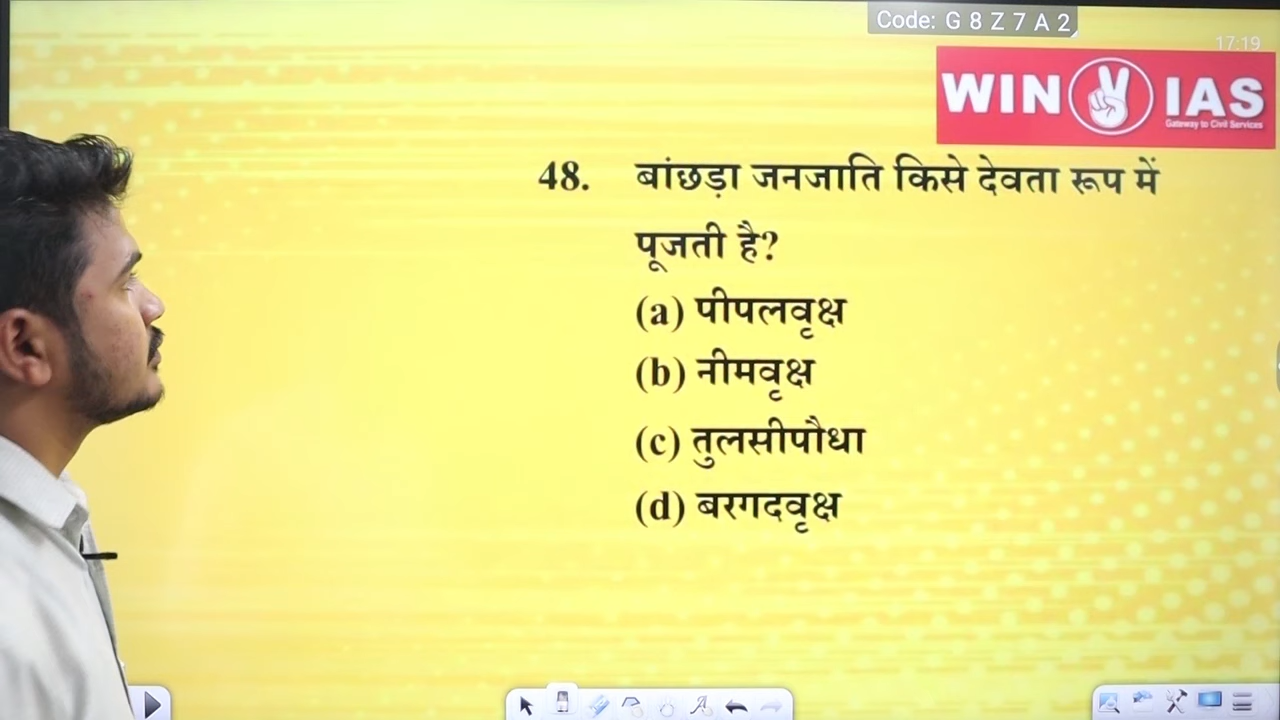 Code: G 8 Z 7 A 2
17:19
WIN IAS
Gateway to Civil Services
48. बांछड़ा जनजाति किसे देवता रूप में
पूजती है?
(a) पीपलवृक्ष
(b) नीमवृक्ष
(c) तुलसीपौधा
(d) बरगदवृक्ष